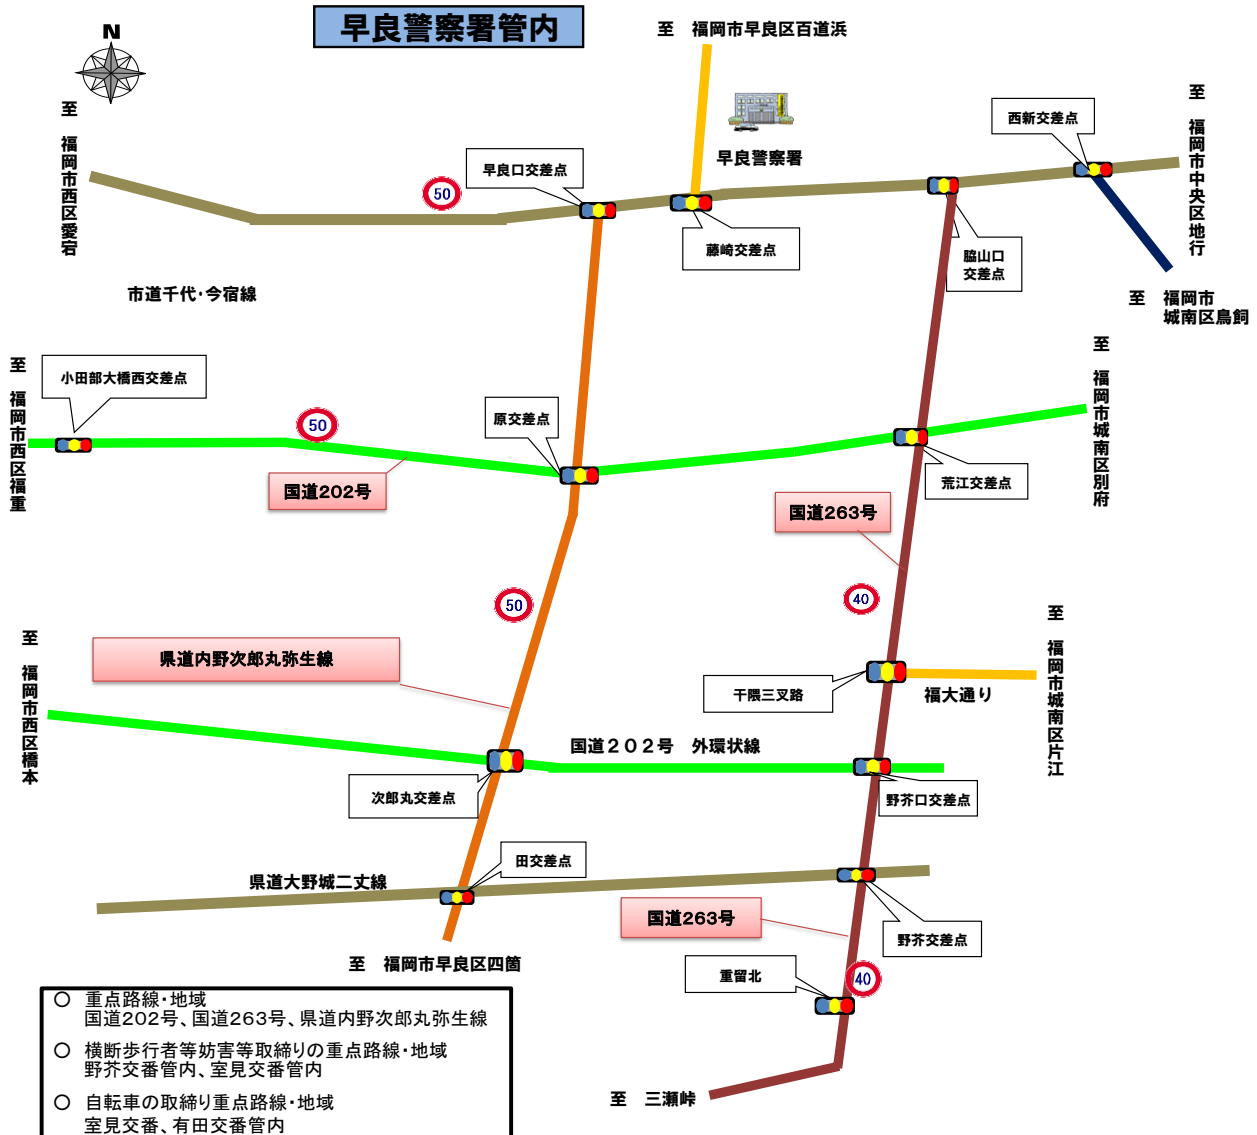 早良警察署管内
N
至　福岡市早良区百道浜
至　福岡市西区愛宕
早良警察署
西新交差点
至　福岡市中央区地行
早良口交差点
50
藤崎交差点
脇山口
交差点
市道千代・今宿線
至　福岡市
城南区鳥飼
至　福岡市西区福重
小田部大橋西交差点
50
原交差点
至　福岡市城南区別府
国道202号
荒江交差点
国道263号
50
40
至　福岡市西区橋本
県道内野次郎丸弥生線
干隈三叉路
福大通り
至　福岡市城南区片江
国道２０２号　外環状線
次郎丸交差点
野芥口交差点
田交差点
県道大野城二丈線
国道263号
野芥交差点
至　福岡市早良区四箇
重留北
40
至　三瀬峠
○　重点路線・地域
国道202号、国道263号、県道内野次郎丸弥生線
○　横断歩行者等妨害等取締りの重点路線・地域
野芥交番管内、室見交番管内
○　自転車の取締り重点路線・地域
室見交番、有田交番管内